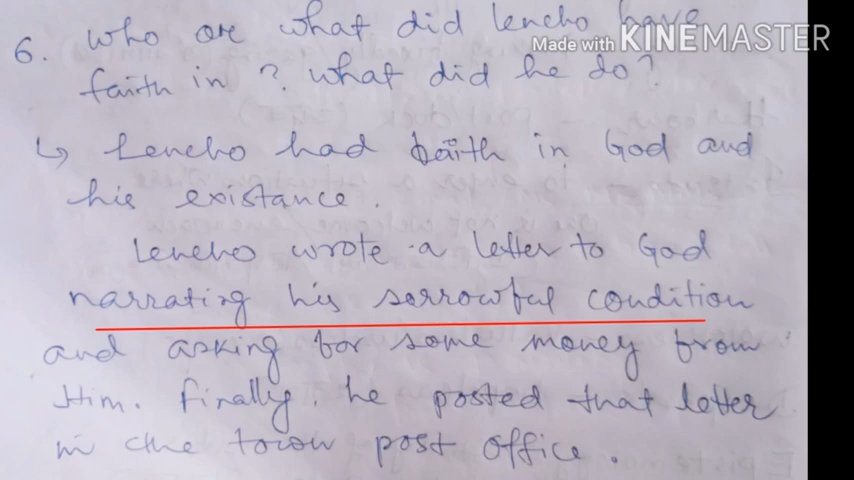 6. Who are what did Lencho have
Made with KINEMASTER
faith in ? What did he do?
↳ Lencho had faith in God and
his existance.
Lencho wrote a letter to God
narrating his sorrowful condition
and asking for some money from
Him. Finally, he posted that letter
in the town post office.